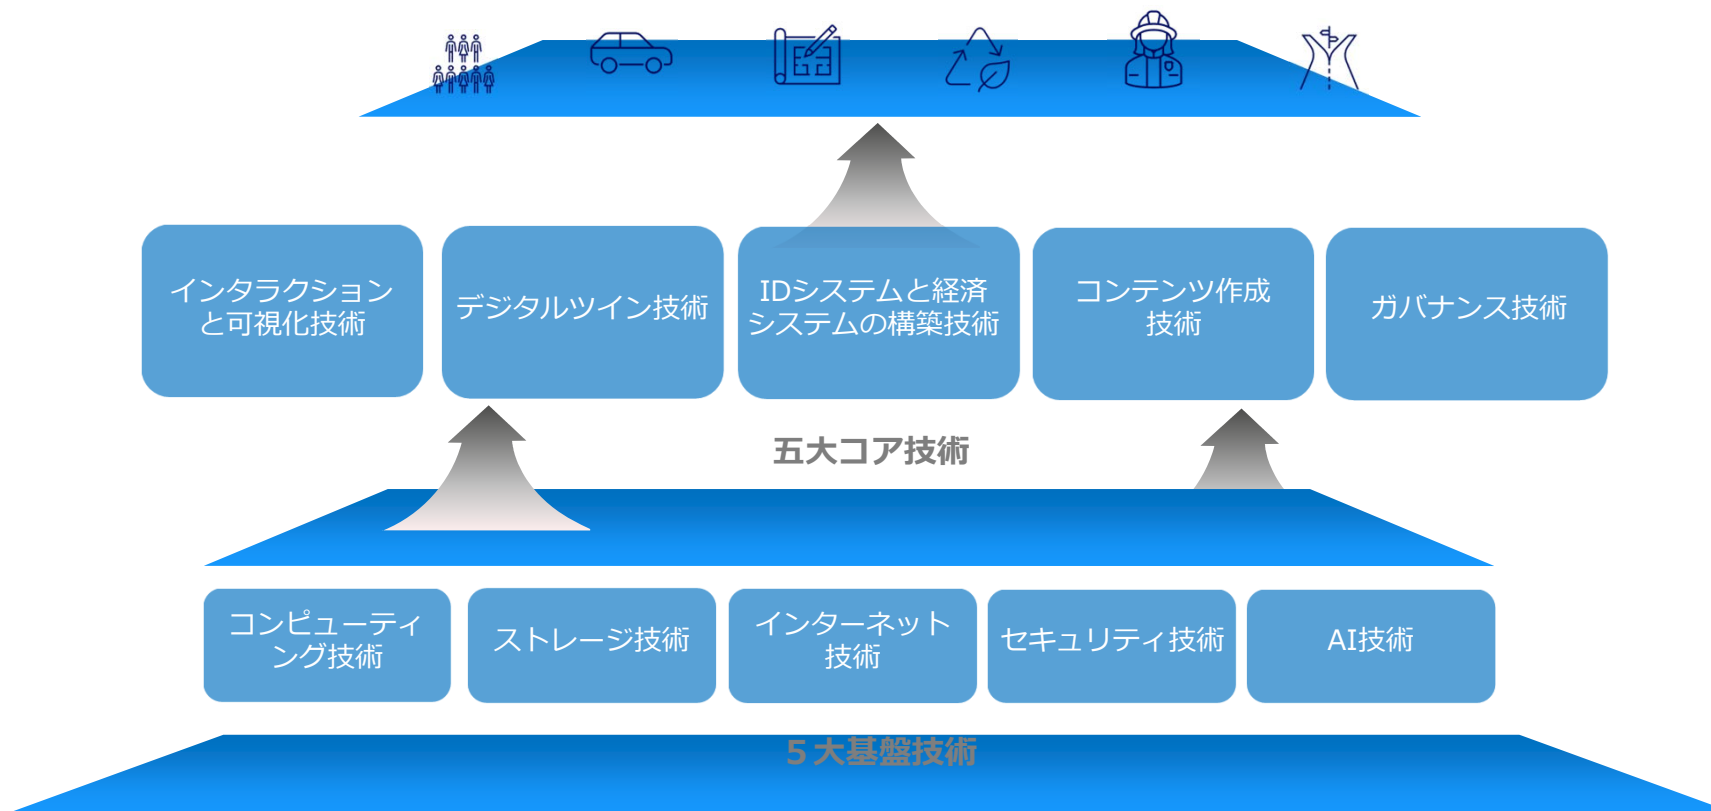 インタラクション
と可視化技術
デジタルツイン技術
IDシステムと経済
システムの構築技術
コンテンツ作成
技術
ガバナンス技術
五大コア技術
コンピューティ
ング技術
ストレージ技術
インターネット
技術
セキュリティ技術
AI技術
５大基盤技術